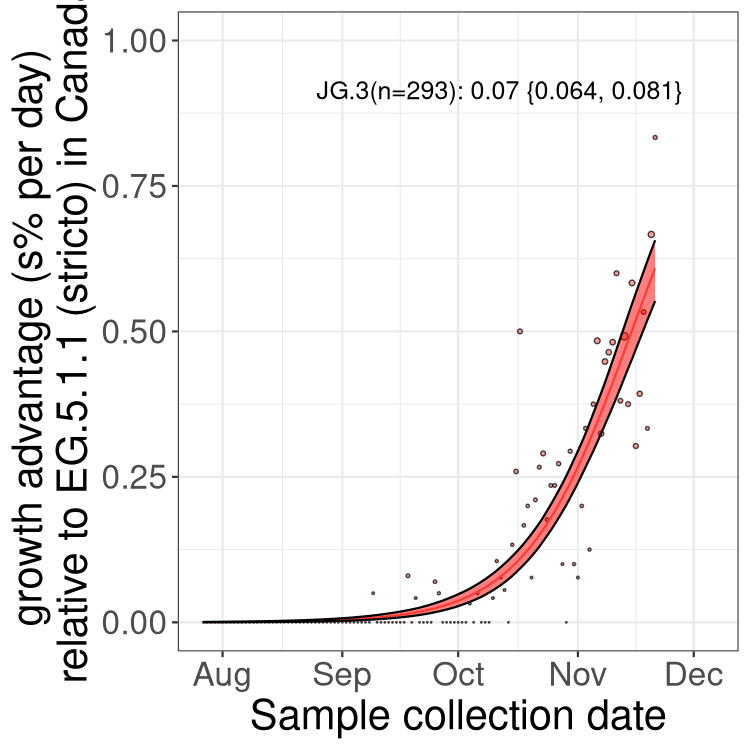 growth advantage (s% per day)
relative to EG.5.1.1 (stricto) in Canada
1.00
0.75
0.50
0.25
0.00
JG.3(n=293): 0.07 {0.064, 0.081}
Aug Sep Oct Nov Dec
Sample collection date